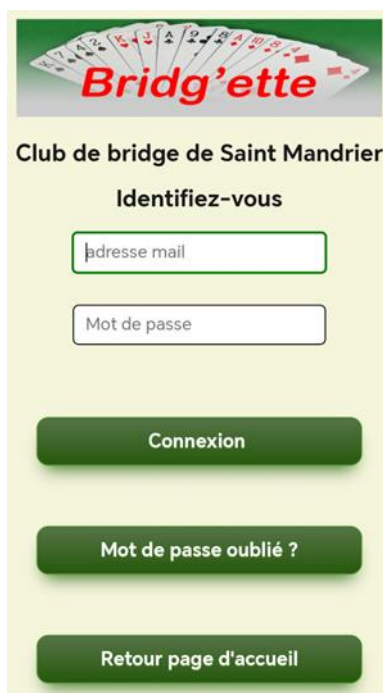 Bridg'ette
Club de bridge de Saint Mandrier
Identifiez-vous
adresse mail
Mot de passe
Connexion
Mot de passe oublié ?
Retour page d'accueil